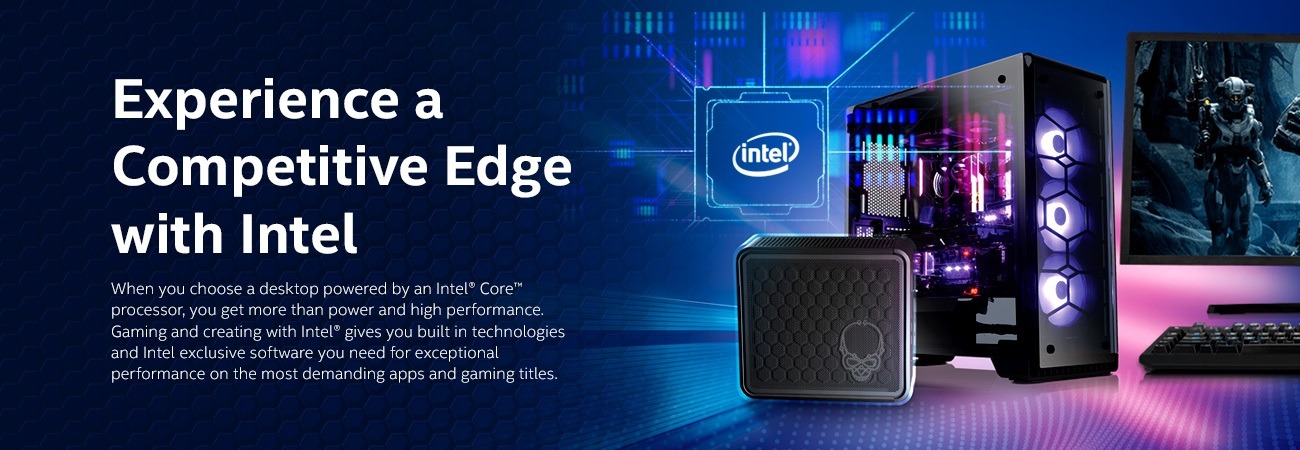 Experience a
Competitive Edge
with Intel
When you choose a desktop powered by an Intel® Core™
processor, you get more than power and high performance.
Gaming and creating with Intel® gives you built in technologies
and Intel exclusive software you need for exceptional
performance on the most demanding apps and gaming titles.
intel